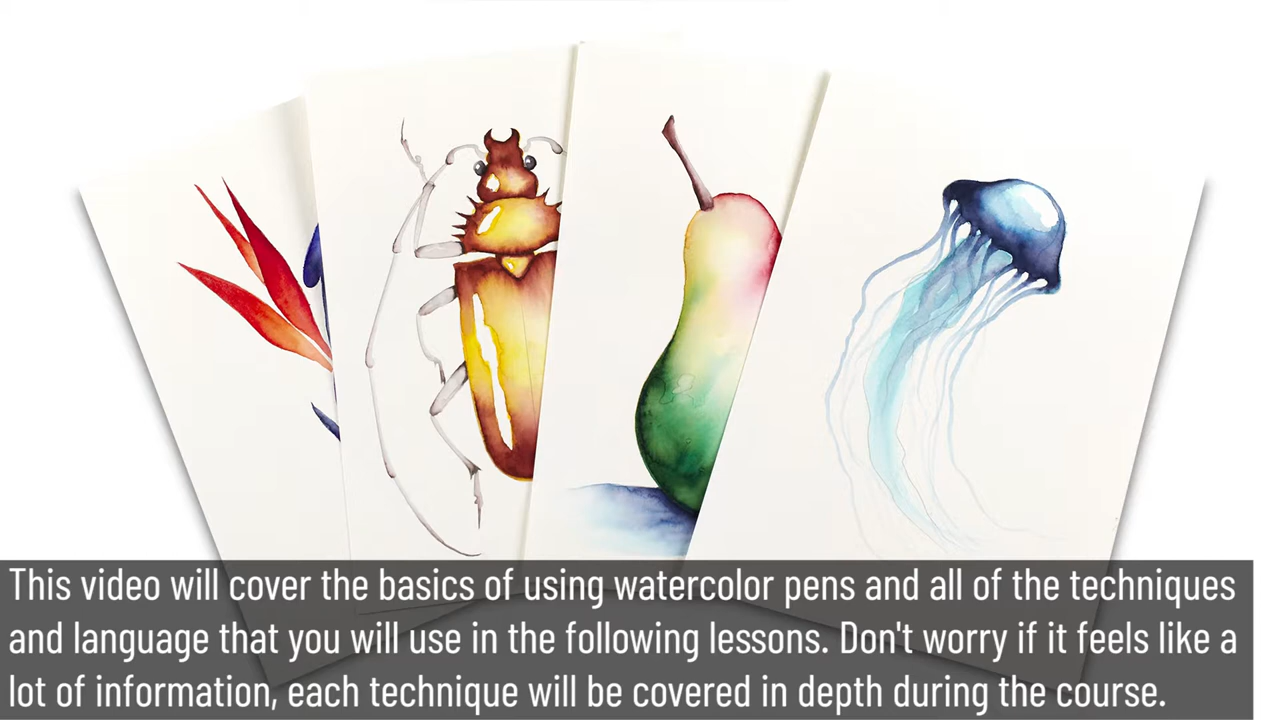 This video will cover the basics of using watercolor pens and all of the techniques
and language that you will use in the following lessons. Don't worry if it feels like a
lot of information, each technique will be covered in depth during the course.